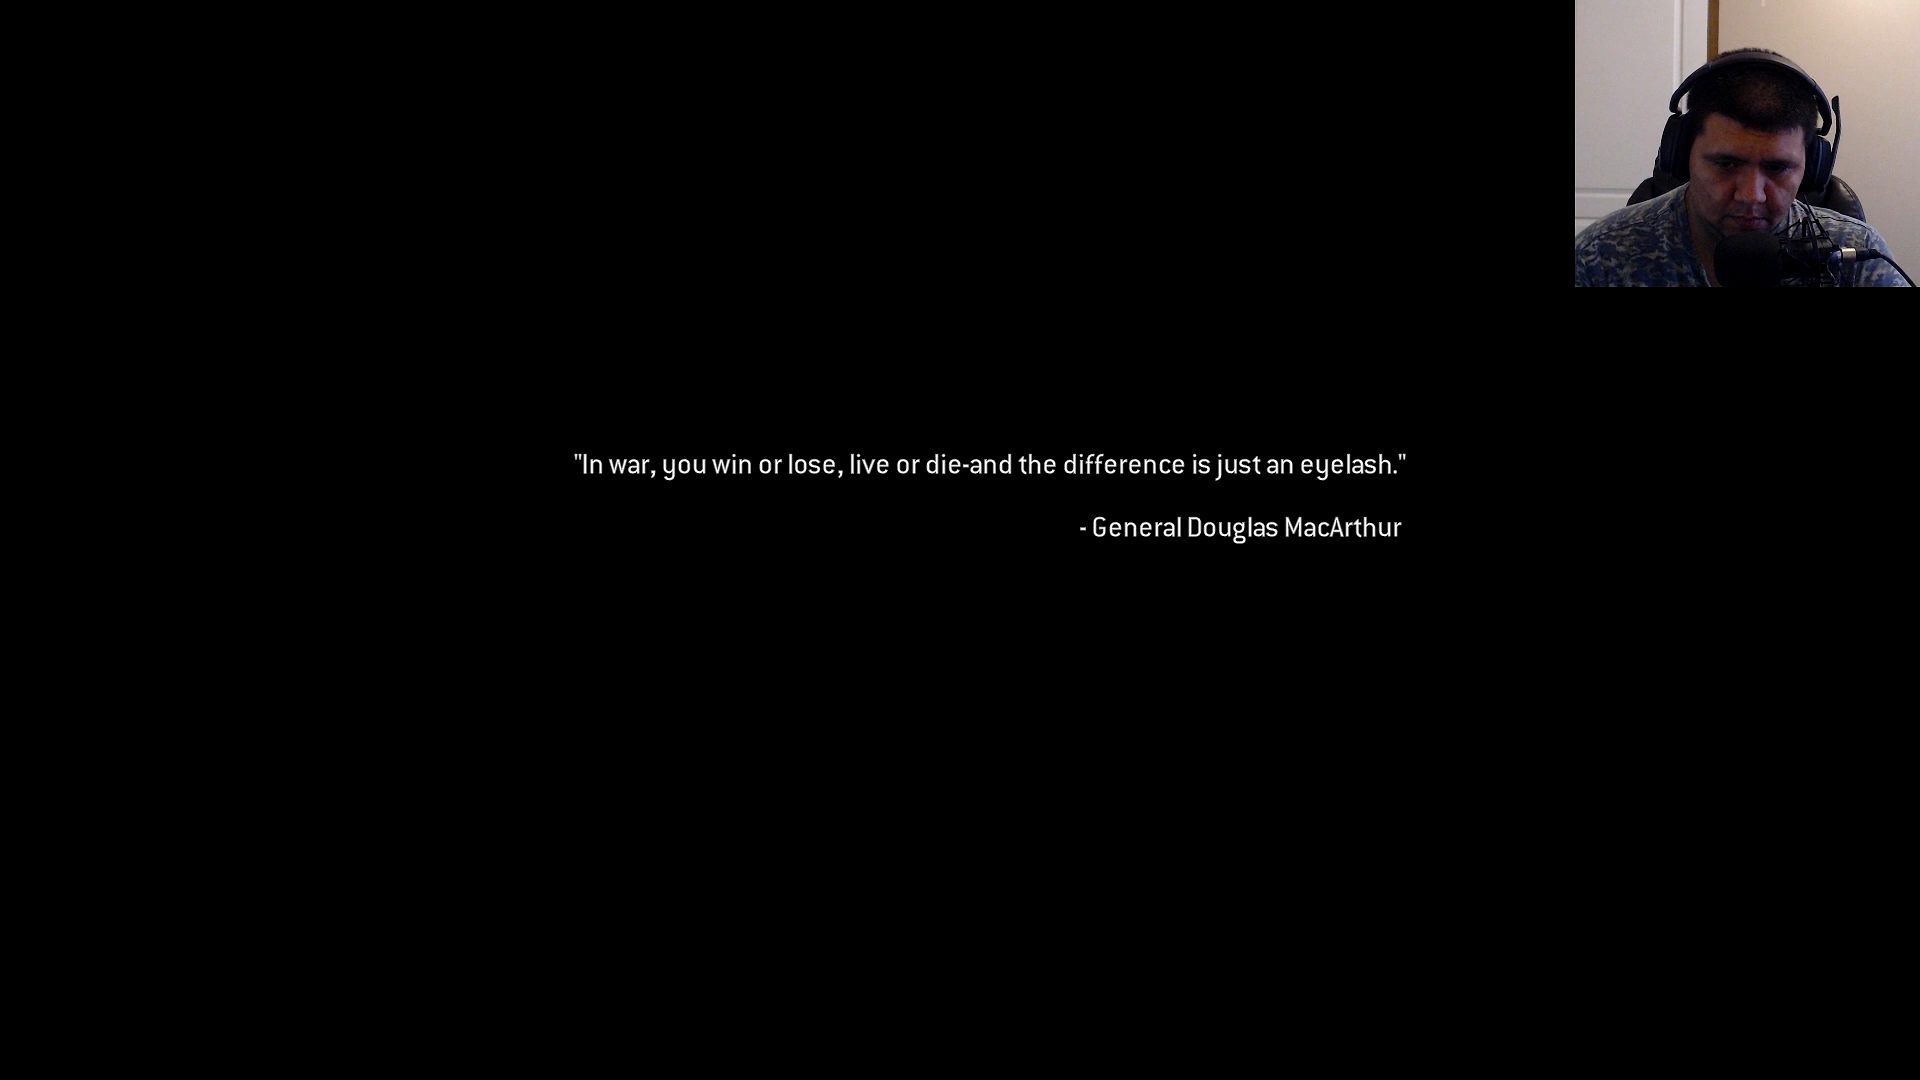 "In war, you win or lose, live or die-and the difference is just an eyelash."
- General Douglas MacArthur